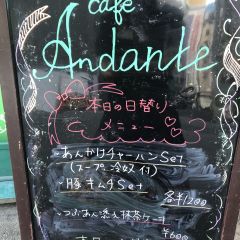 cafe
Andante
本日の日替り
メニュー
・あんかけチャーハンSet
(スープ、冷奴付)
・豚キムチSet
各¥1200
・つぶあん添え抹茶ケーキ
¥600